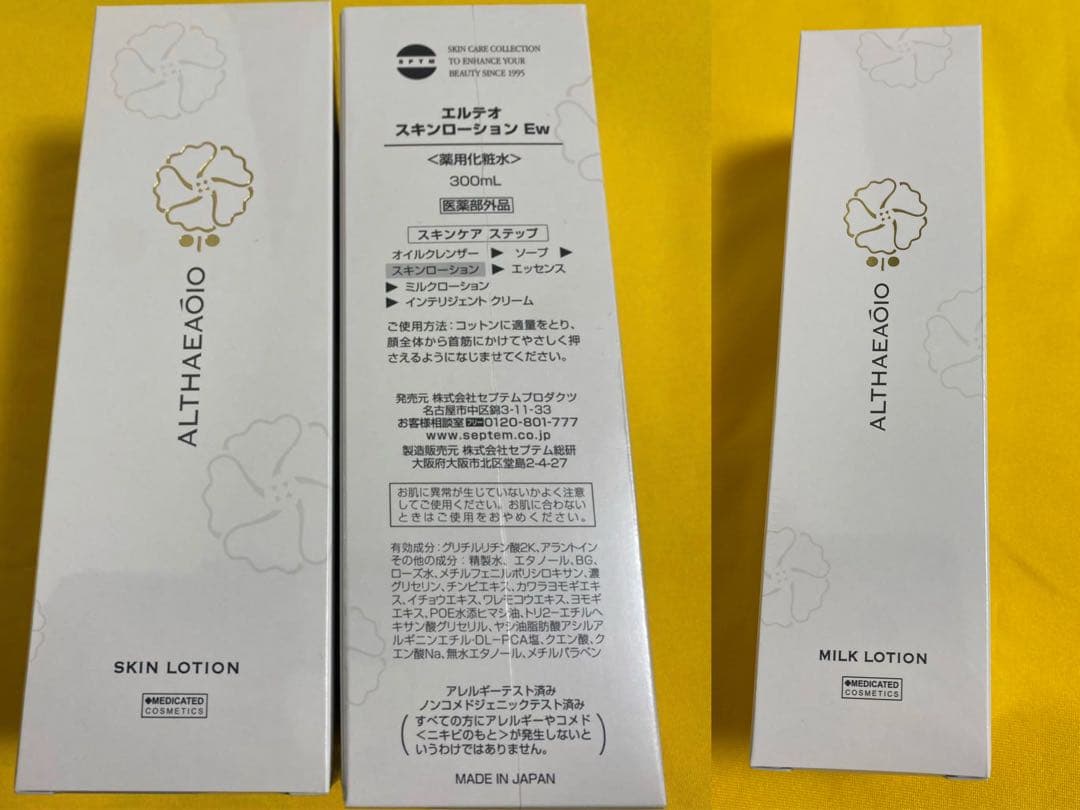 ALTHAEAÓIO
SKIN LOTION
MEDICATED
COSMETICS
SPTM
SKIN CARE COLLECTION
TO ENHANCE YOUR
BEAUTY SINCE 1995
エルテオ
スキンローション Ew
<薬用化粧水>
300mL
医薬部外品
スキンケア ステップ
オイルクレンザー ▶ ソープ ▶
スキンローション ▶ エッセンス
▶ ミルクローション
▶ インテリジェント クリーム
ご使用方法:コットンに適量をとり、
顔全体から首筋にかけてやさしく押
さえるようになじませてください。
発売元 株式会社セプテムプロダクツ
名古屋市中区錦3-11-33
お客様相談室 フリー0120-801-777
www.septem.co.jp
製造販売元 株式会社セプテム総研
大阪府大阪市北区堂島2-4-27
お肌に異常が生じていないかよく注意
してご使用ください。お肌に合わない
ときはご使用をおやめください。
有効成分:グリチルリチン酸2K、アラントイン
その他の成分:精製水、エタノール、BG、
ローズ水、メチルフェニルポリシロキサン、濃
グリセリン、チンピエキス、カワラヨモギエキ
ス、イチョウエキス、ワレモコウエキス、ヨモギ
エキス、POE水添ヒマシ油、トリ2-エチルヘ
キサン酸グリセリル、ヤシ油脂肪酸アシルア
ルギニンエチル-DL-PCA塩、クエン酸、ク
エン酸Na、無水エタノール、メチルパラベン
アレルギーテスト済み
ノンコメドジェニックテスト済み
(すべての方にアレルギーやコメド
<ニキビのもと>が発生しないと
いうわけではありません。)
MADE IN JAPAN
ALTHAEAÓIO
MILK LOTION
MEDICATED
COSMETICS